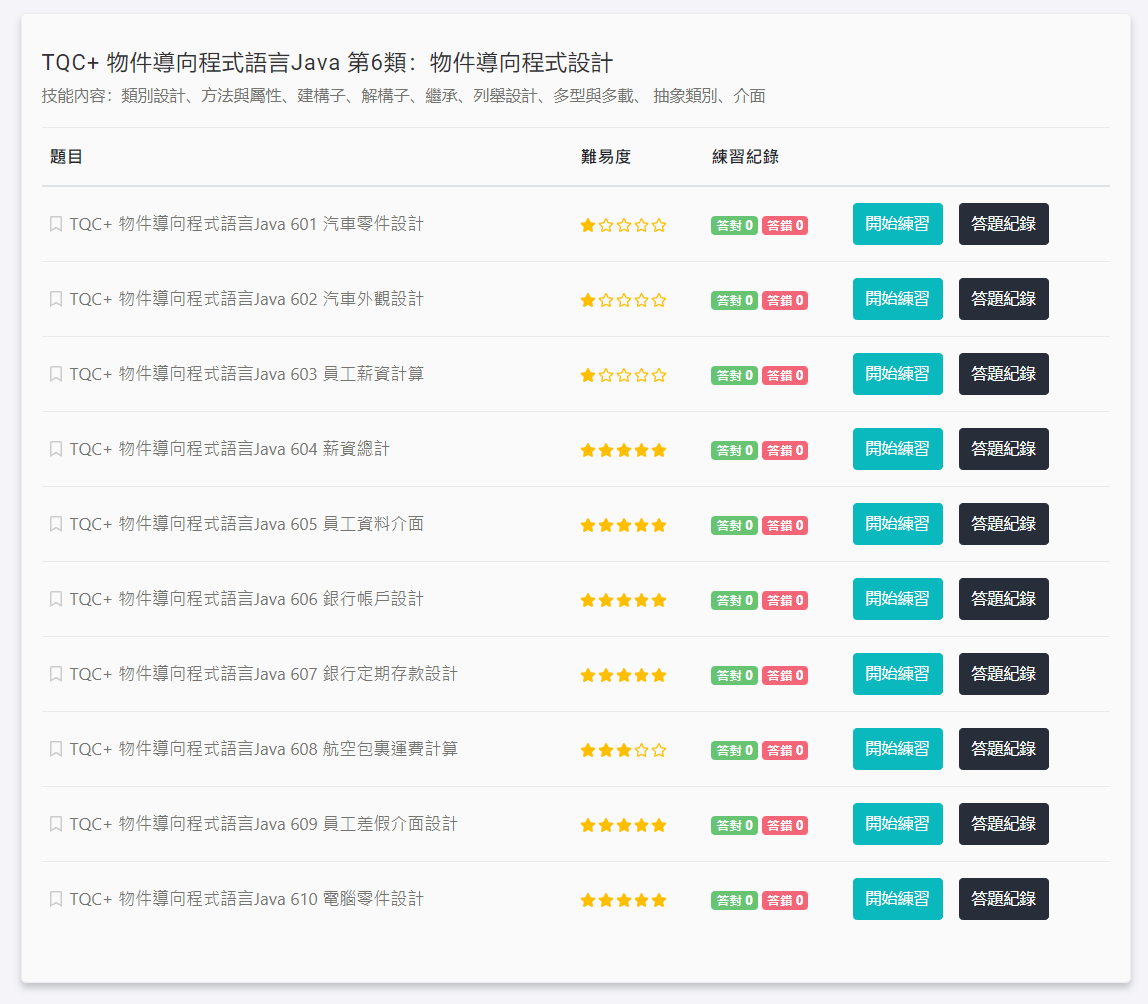 TQC+ 物件導向程式語言Java 第6類：物件導向程式設計
技能內容：類別設計、方法與屬性、建構子、解構子、繼承、列舉設計、多型與多載、 抽象類別、介面
題目 難易度 練習紀錄
TQC+ 物件導向程式語言Java 601 汽車零件設計 答對 0 答錯 0 開始練習 答題紀錄
TQC+ 物件導向程式語言Java 602 汽車外觀設計 答對 0 答錯 0 開始練習 答題紀錄
TQC+ 物件導向程式語言Java 603 員工薪資計算 答對 0 答錯 0 開始練習 答題紀錄
TQC+ 物件導向程式語言Java 604 薪資總計 答對 0 答錯 0 開始練習 答題紀錄
TQC+ 物件導向程式語言Java 605 員工資料介面 答對 0 答錯 0 開始練習 答題紀錄
TQC+ 物件導向程式語言Java 606 銀行帳戶設計 答對 0 答錯 0 開始練習 答題紀錄
TQC+ 物件導向程式語言Java 607 銀行定期存款設計 答對 0 答錯 0 開始練習 答題紀錄
TQC+ 物件導向程式語言Java 608 航空包裹運費計算 答對 0 答錯 0 開始練習 答題紀錄
TQC+ 物件導向程式語言Java 609 員工差假介面設計 答對 0 答錯 0 開始練習 答題紀錄
TQC+ 物件導向程式語言Java 610 電腦零件設計 答對 0 答錯 0 開始練習 答題紀錄